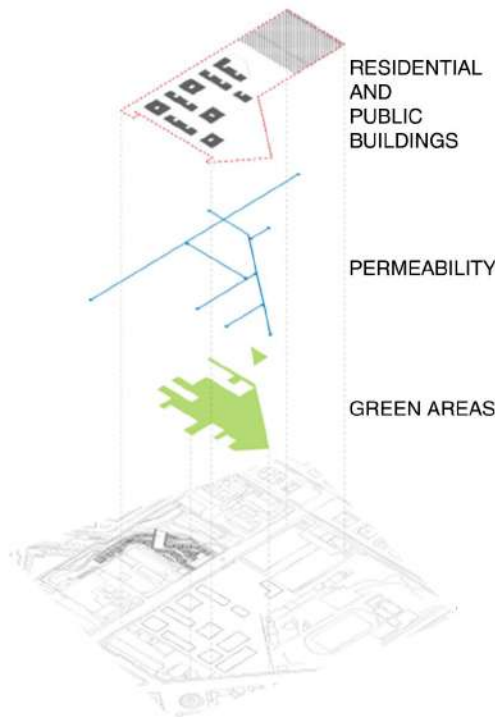 RESIDENTIAL
AND
PUBLIC
BUILDINGS
PERMEABILITY
GREEN AREAS